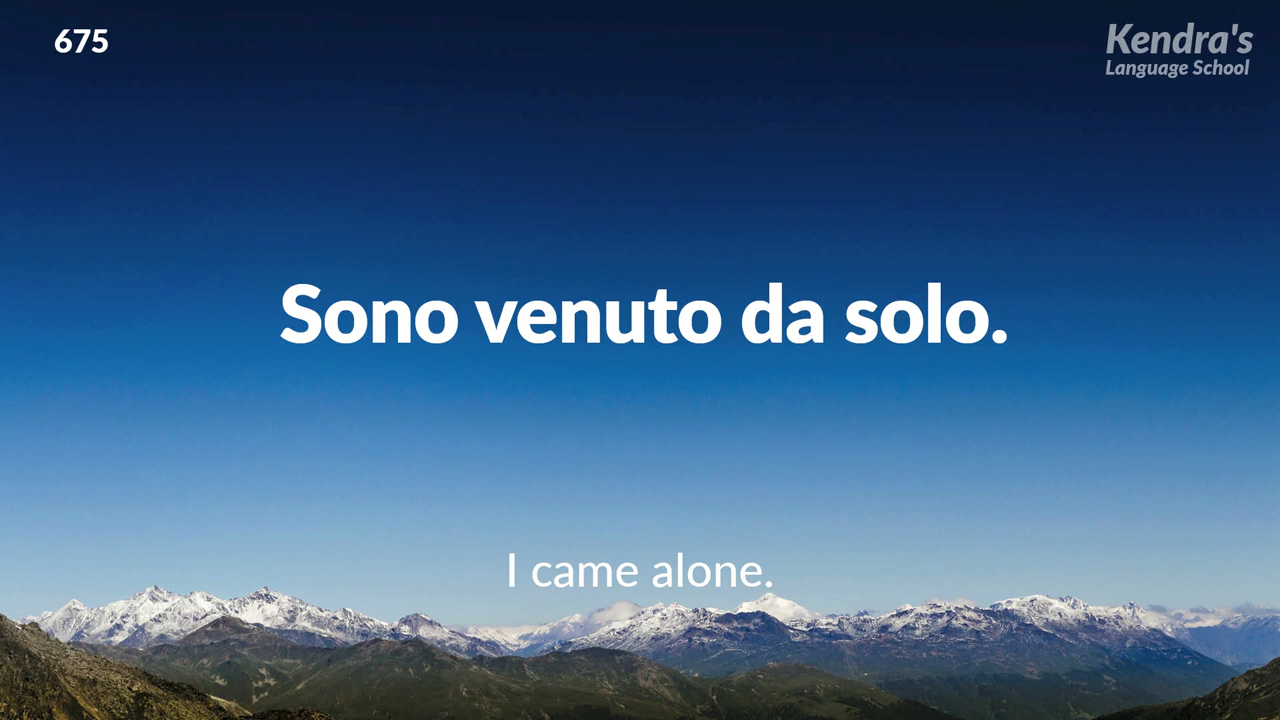 675
Kendra's
Language School
Sono venuto da solo.
I came alone.